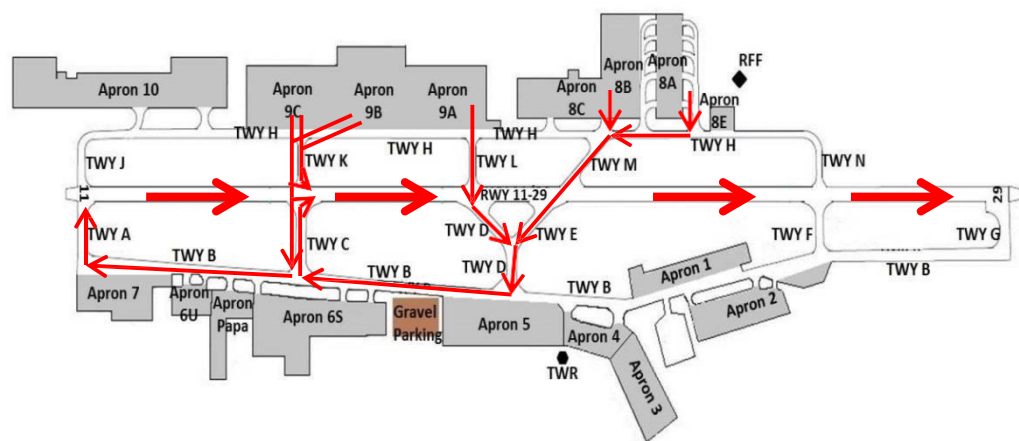 RFF
Apron 10
Apron
9C
Apron
9B
Apron
9A
Apron
8C
Apron
8B
Apron
8A
Apron
8E
TWY H
TWY H
TWY H
TWY H
TWY J
TWY K
TWY L
TWY M
TWY N
11
RWY 11-29
29
TWY A
TWY C
TWY D
TWY E
TWY F
TWY G
TWY B
TWY B
TWY D
TWY B
TWY B
Apron 7
Apron
6U
Apron
Papa
Apron 6S
Gravel
Parking
Apron 5
Apron 4
Apron 1
Apron 2
Apron 3
TWR